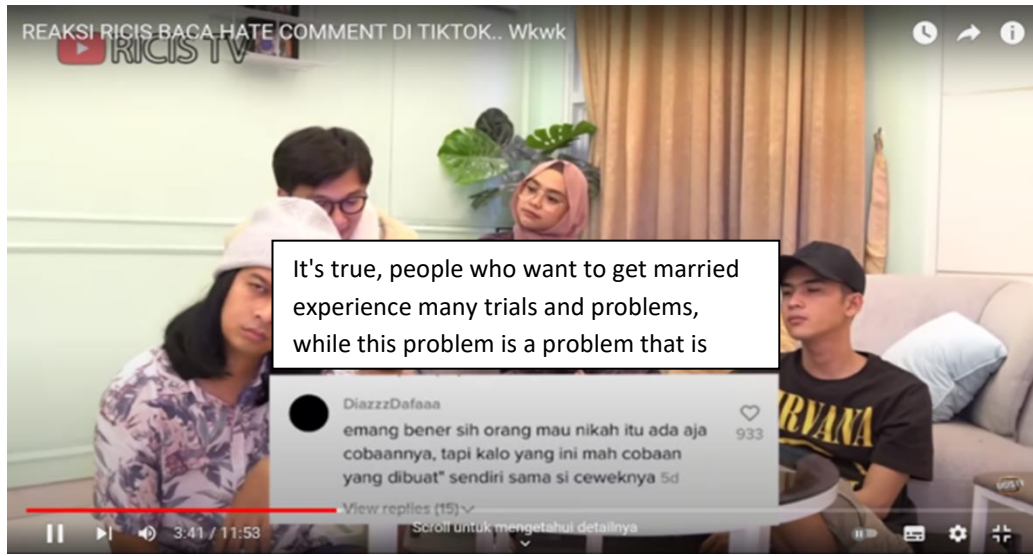 REAKSI RICIS BACA HATE COMMENT DI TIKTOK.. Wkwk
RICIS TV
It's true, people who want to get married
experience many trials and problems,
while this problem is a problem that is
DiazzzDafaaa
emang bener sih orang mau nikah itu ada aja
cobaannya, tapi kalo yang ini mah cobaan
yang dibuat" sendiri sama si ceweknya 5d
933
View replies (15)
RVANA
3:41 / 11:53
Scroll untuk mengetahui detailnya